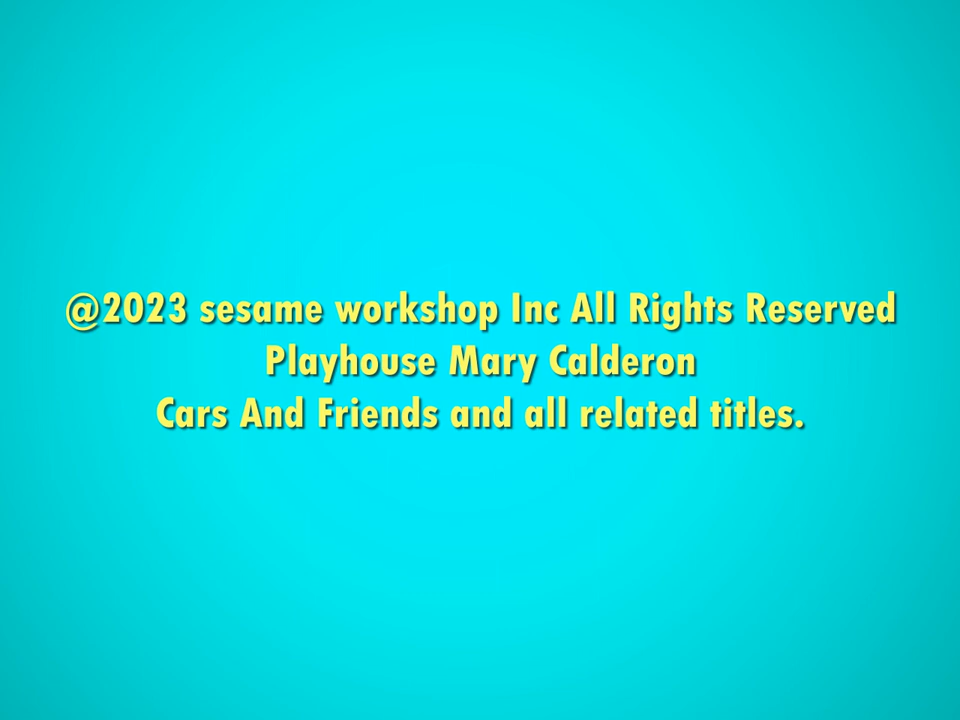 @2023 sesame workshop Inc All Rights Reserved
Playhouse Mary Calderon
Cars And Friends and all related titles.